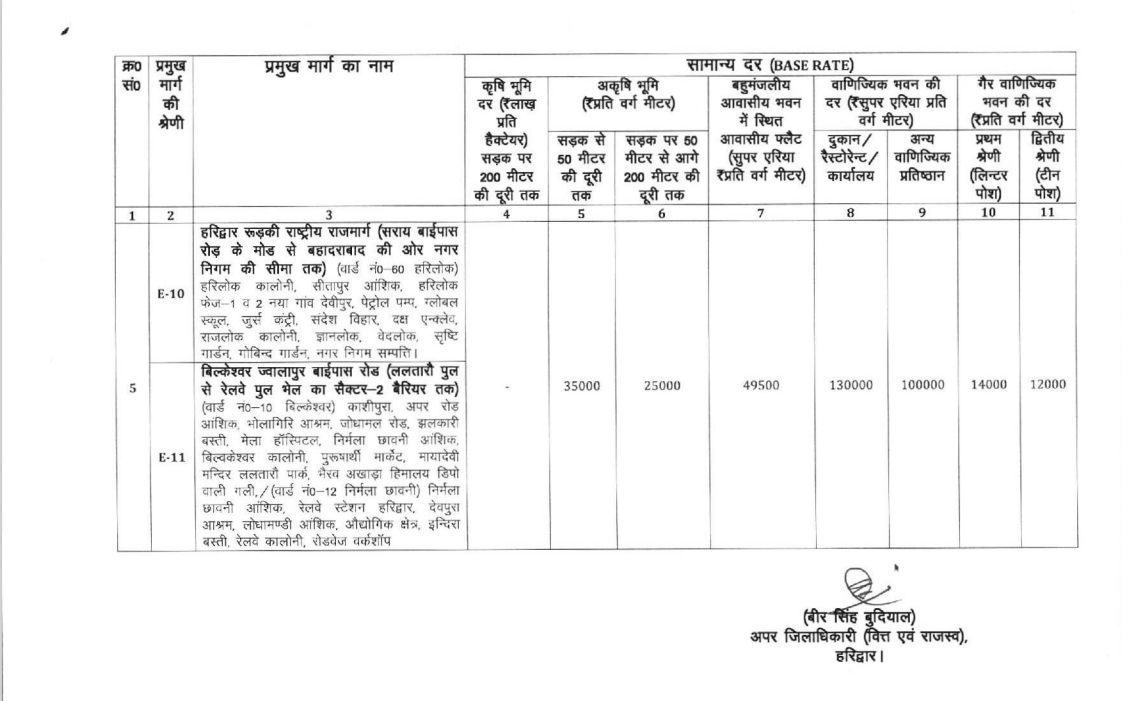 क्र0 सं0 | प्रमुख मार्ग की श्रेणी | प्रमुख मार्ग का नाम | सामान्य दर (BASE RATE)
कृषि भूमि दर (₹लाख़ प्रति हैक्टेयर) सड़क पर 200 मीटर की दूरी तक | अकृषि भूमि (₹प्रति वर्ग मीटर) | बहुमंजलीय आवासीय भवन में स्थित आवासीय फ्लैट (सुपर एरिया ₹प्रति वर्ग मीटर) | वाणिज्यिक भवन की दर (₹सुपर एरिया प्रति वर्ग मीटर) | गैर वाणिज्यिक भवन की दर (₹प्रति वर्ग मीटर)
सड़क से 50 मीटर की दूरी तक | सड़क पर 50 मीटर से आगे 200 मीटर की दूरी तक | दुकान/ रैस्टोरेन्ट/ कार्यालय | अन्य वाणिज्यिक प्रतिष्ठान | प्रथम श्रेणी (लिन्टर पोश) | द्वितीय श्रेणी (टीन पोश)
1 2 3 4 5 6 7 8 9 10 11
हरिद्वार रूड़की राष्ट्रीय राजमार्ग (सराय बाईपास
रोड़ के मोड से बहादराबाद की ओर नगर
निगम की सीमा तक) (वार्ड नं0–60 हरिलोक)
हरिलोक कालोनी, सीतापुर आंशिक, हरिलोक
E-10
फेज–1 व 2 नया गांव देवीपुर, पेट्रोल पम्प, ग्लोबल
स्कूल, जुर्स कंट्री, संदेश विहार, दक्ष एन्क्लेव,
राजलोक कालोनी, ज्ञानलोक, वेदलोक, सृष्टि
गार्डन, गोबिन्द गार्डन, नगर निगम सम्पत्ति।
बिल्केश्वर ज्वालापुर बाईपास रोड (ललतारौ पुल
5 से रेलवे पुल भेल का सैक्टर–2 बैरियर तक) - 35000 25000 49500 130000 100000 14000 12000
(वार्ड नं0–10 बिल्केश्वर) काशीपुरा, अपर रोड
आंशिक, भोलागिरि आश्रम, जोधामल रोड, झलकारी
बस्ती, मेला हॉस्पिटल, निर्मला छावनी आंशिक,
E-11 बिल्वकेश्वर कालोनी, पुरूषार्थी मार्केट, मायादेवी
मन्दिर ललतारौ पार्क, भैरव अखाड़ा हिमालय डिपो
वाली गली,/(वार्ड नं0–12 निर्मला छावनी) निर्मला
छावनी आंशिक, रेलवे स्टेशन हरिद्वार, देवपुरा
आश्रम, लोधामण्डी आंशिक, औद्योगिक क्षेत्र, इन्दिरा
बस्ती, रेलवे कालोनी, रोडवेज वर्कशॉप
(बीर सिंह बुदियाल)
अपर जिलाधिकारी (वित्त एवं राजस्व),
हरिद्वार।